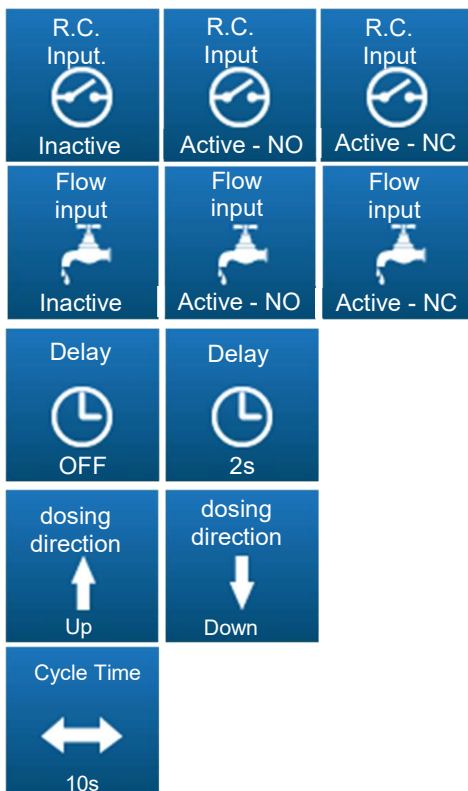 R.C.
Input.
Inactive
R.C.
Input
Active - NO
R.C.
Input
Active - NC
Flow
input
Inactive
Flow
input
Active - NO
Flow
input
Active - NC
Delay
OFF
Delay
2s
dosing
direction
Up
dosing
direction
Down
Cycle Time
10s